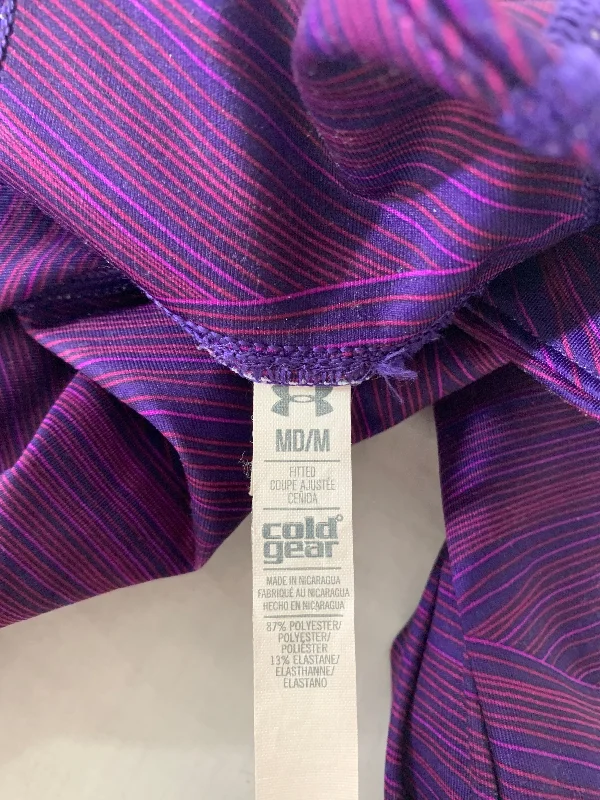 MD/M
FITTED
COUPE AJUSTÉE
CEÑIDA
cold°
gear
MADE IN NICARAGUA
FABRIQUÉ AU NICARAGUA
HECHO EN NICARAGUA
87% POLYESTER/
POLYESTER/
POLIÉSTER
13% ELASTANE/
ÉLASTHANNE/
ELASTANO